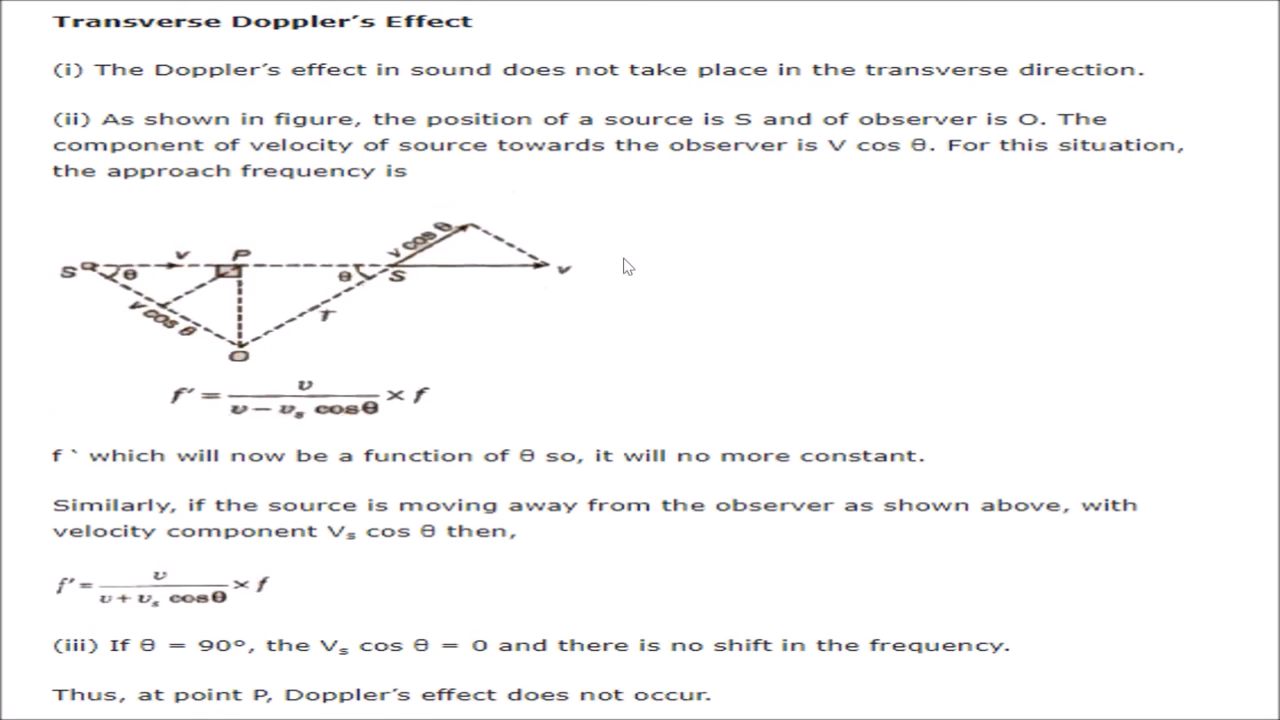 Transverse Doppler's Effect
(i) The Doppler's effect in sound does not take place in the transverse direction.
(ii) As shown in figure, the position of a source is S and of observer is O. The
component of velocity of source towards the observer is V cos θ. For this situation,
the approach frequency is
v cos θ
S θ v P θ S v
v cos θ
r
O
f' = v / (v − vₛ cosθ) × f
f ` which will now be a function of θ so, it will no more constant.
Similarly, if the source is moving away from the observer as shown above, with
velocity component Vₛ cos θ then,
f' = v / (v + vₛ cosθ) × f
(iii) If θ = 90°, the Vₛ cos θ = 0 and there is no shift in the frequency.
Thus, at point P, Doppler's effect does not occur.